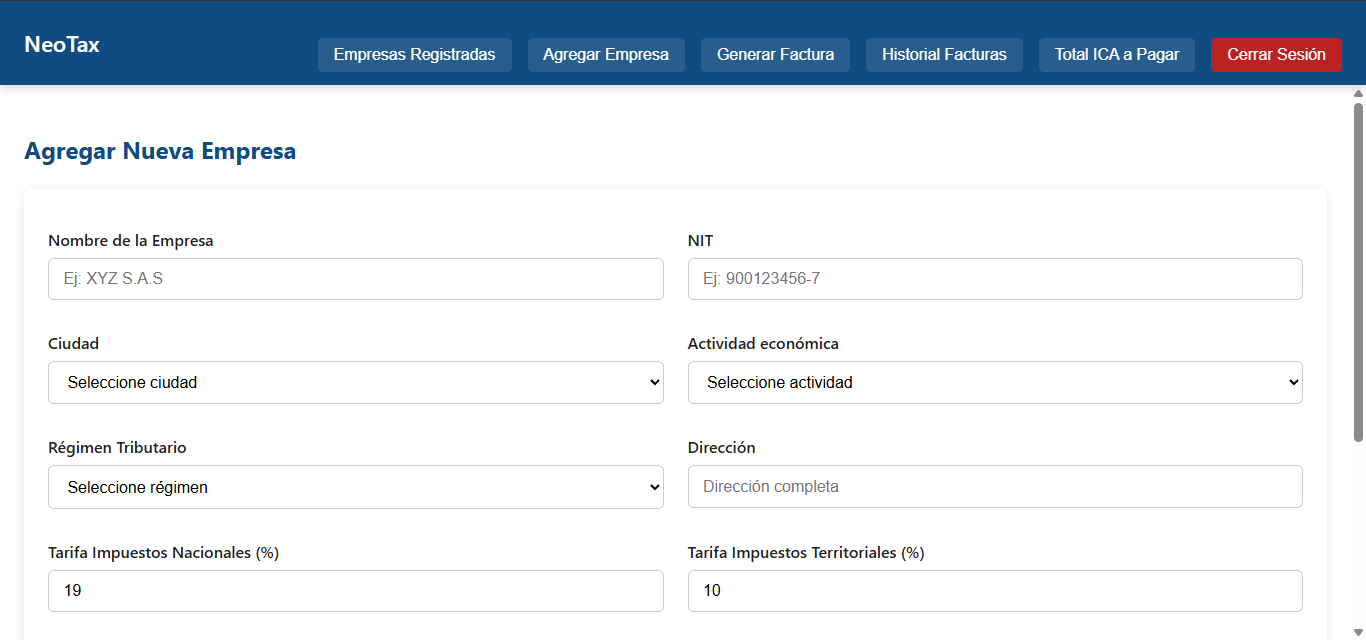 NeoTax
Empresas Registradas
Agregar Empresa
Generar Factura
Historial Facturas
Total ICA a Pagar
Cerrar Sesión
Agregar Nueva Empresa
Nombre de la Empresa
NIT
Ej: XYZ S.A.S
Ej: 900123456-7
Ciudad
Actividad económica
Seleccione ciudad
Seleccione actividad
Régimen Tributario
Dirección
Seleccione régimen
Dirección completa
Tarifa Impuestos Nacionales (%)
Tarifa Impuestos Territoriales (%)
19
10